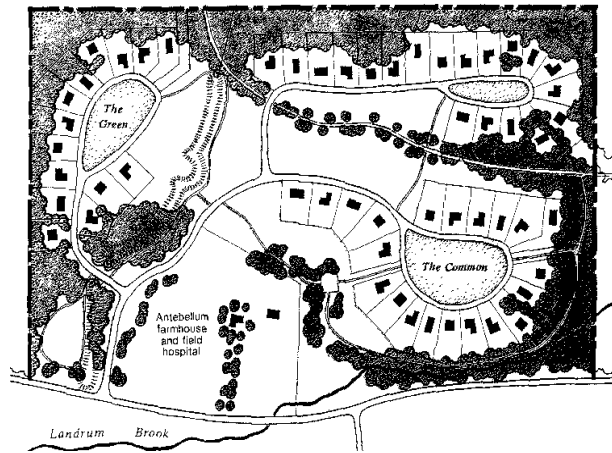 The
Green
The Common
Antebellum
farmhouse
and field
hospital
Landrum Brook